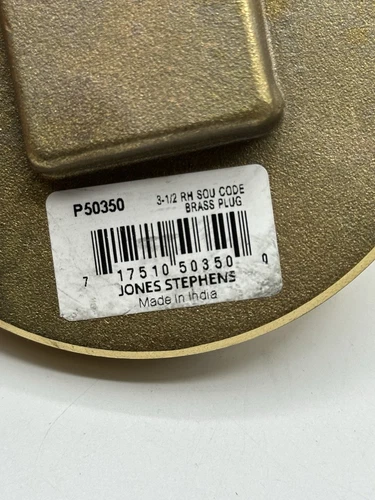 P50350 3-1/2 RH SOU CODE
BRASS PLUG
7 17510 50350 0
JONES STEPHENS
Made in India